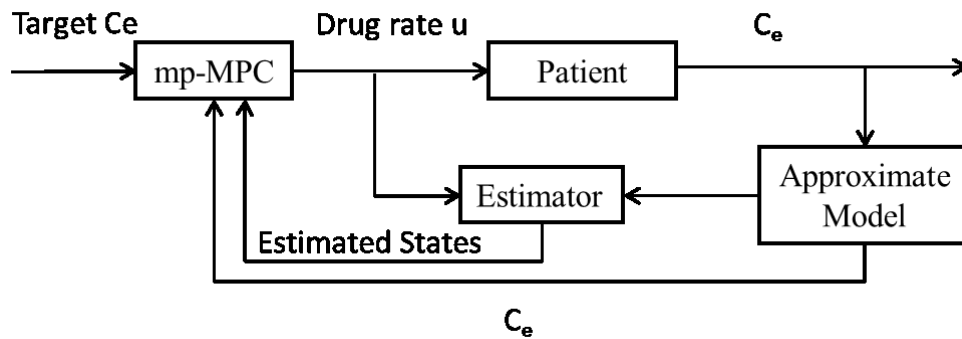 Target Ce
Drug rate u
Ce
mp-MPC
Patient
Estimator
Approximate
Model
Estimated States
Ce